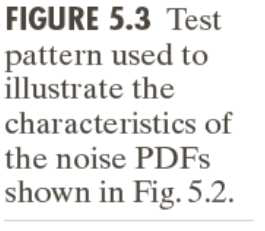 FIGURE 5.3 Test
pattern used to
illustrate the
characteristics of
the noise PDFs
shown in Fig. 5.2.